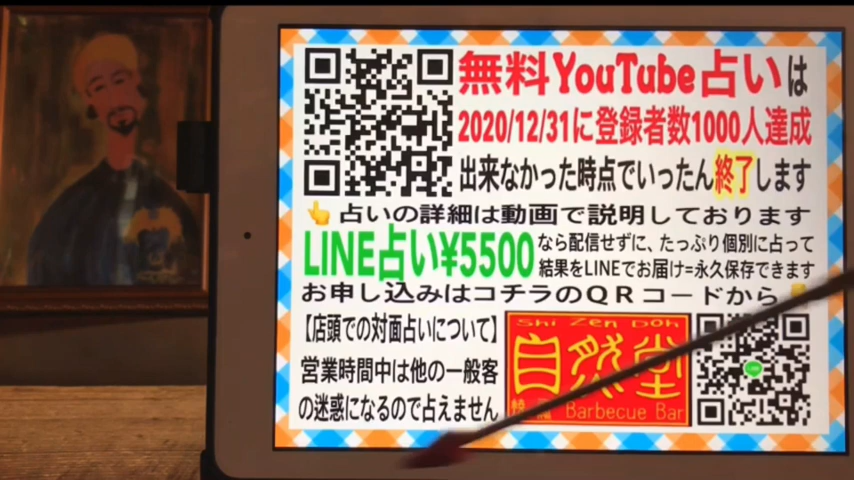 無料YouTube占いは
2020/12/31に登録者数1000人達成
出来なかった時点でいったん終了します
👆占いの詳細は動画で説明しております
LINE占い¥5500
なら配信せずに、たっぷり個別に占って
結果をLINEでお届け=永久保存できます
お申し込みはコチラのQRコードから
【店頭での対面占いについて】
営業時間中は他の一般客
の迷惑になるので占えません
Shi Zen Doh
自然堂
Barbecue Bar